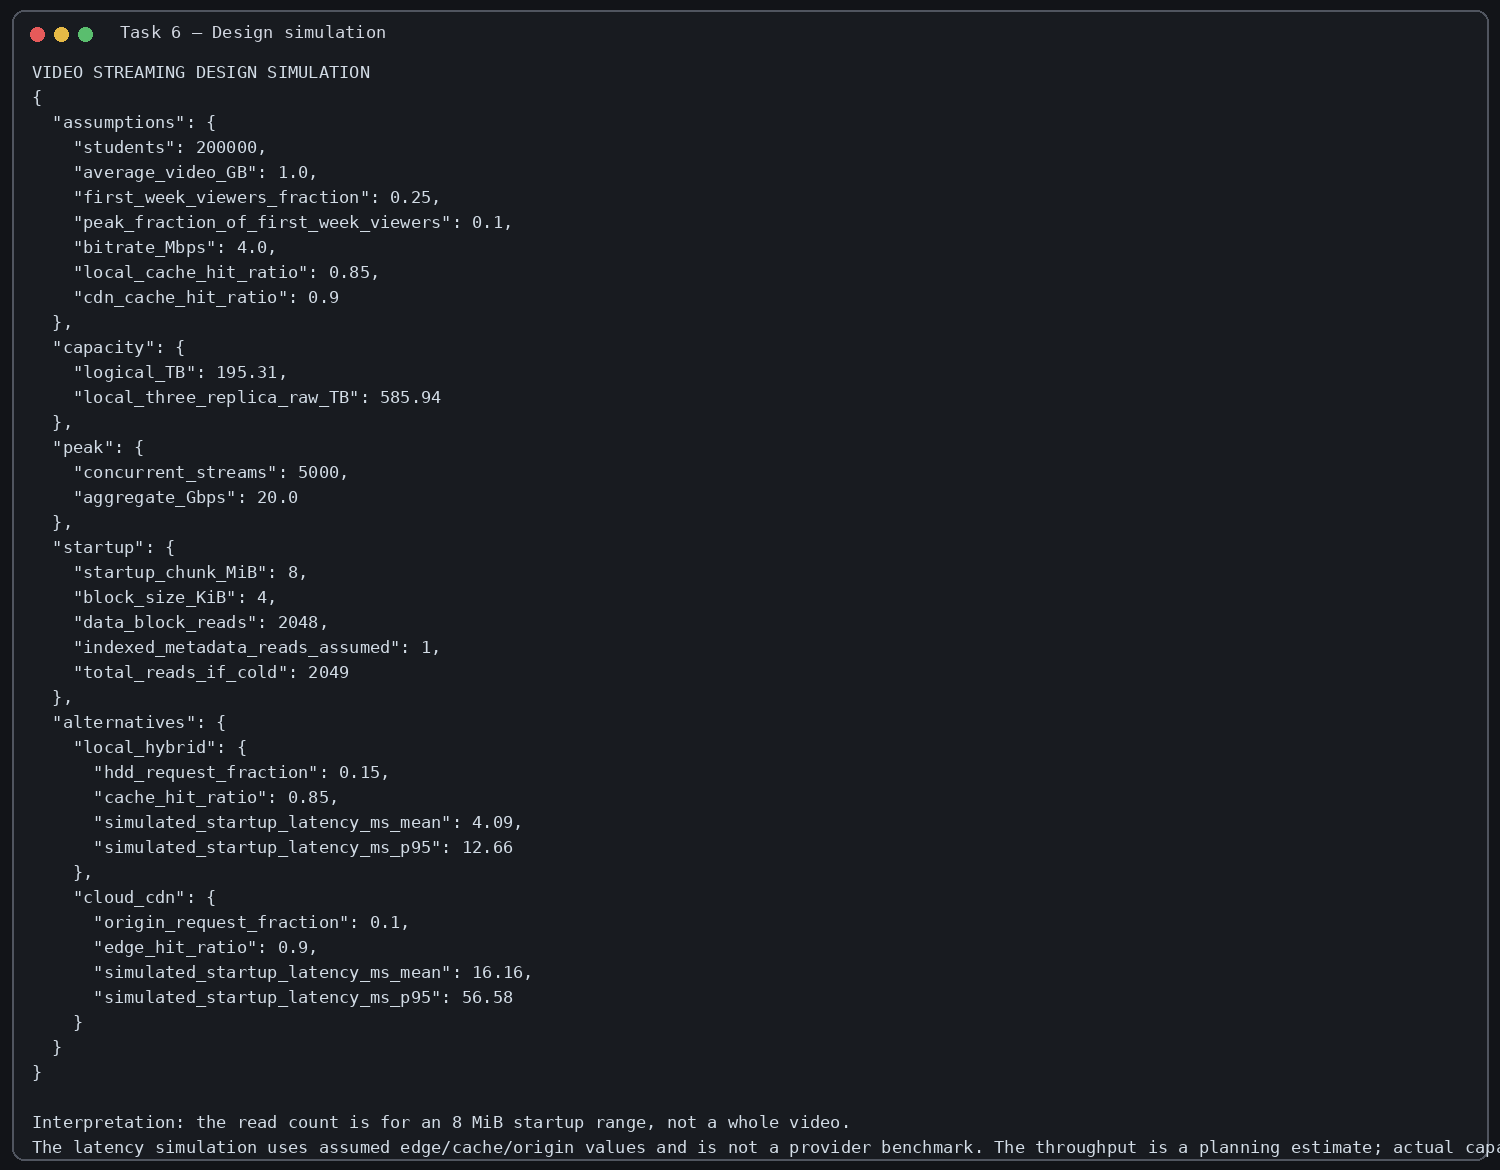 Task 6 — Design simulation
VIDEO STREAMING DESIGN SIMULATION
{
  "assumptions": {
    "students": 200000,
    "average_video_GB": 1.0,
    "first_week_viewers_fraction": 0.25,
    "peak_fraction_of_first_week_viewers": 0.1,
    "bitrate_Mbps": 4.0,
    "local_cache_hit_ratio": 0.85,
    "cdn_cache_hit_ratio": 0.9
  },
  "capacity": {
    "logical_TB": 195.31,
    "local_three_replica_raw_TB": 585.94
  },
  "peak": {
    "concurrent_streams": 5000,
    "aggregate_Gbps": 20.0
  },
  "startup": {
    "startup_chunk_MiB": 8,
    "block_size_KiB": 4,
    "data_block_reads": 2048,
    "indexed_metadata_reads_assumed": 1,
    "total_reads_if_cold": 2049
  },
  "alternatives": {
    "local_hybrid": {
      "hdd_request_fraction": 0.15,
      "cache_hit_ratio": 0.85,
      "simulated_startup_latency_ms_mean": 4.09,
      "simulated_startup_latency_ms_p95": 12.66
    },
    "cloud_cdn": {
      "origin_request_fraction": 0.1,
      "edge_hit_ratio": 0.9,
      "simulated_startup_latency_ms_mean": 16.16,
      "simulated_startup_latency_ms_p95": 56.58
    }
  }
}
Interpretation: the read count is for an 8 MiB startup range, not a whole video.
The latency simulation uses assumed edge/cache/origin values and is not a provider benchmark. The throughput is a planning estimate; actual